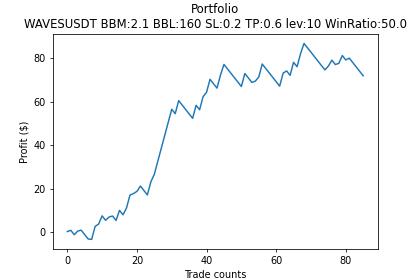 Portfolio
WAVESUSDT BBM:2.1 BBL:160 SL:0.2 TP:0.6 lev:10 WinRatio:50.0
80
60
40
20
0
Profit ($)
0 20 40 60 80
Trade counts